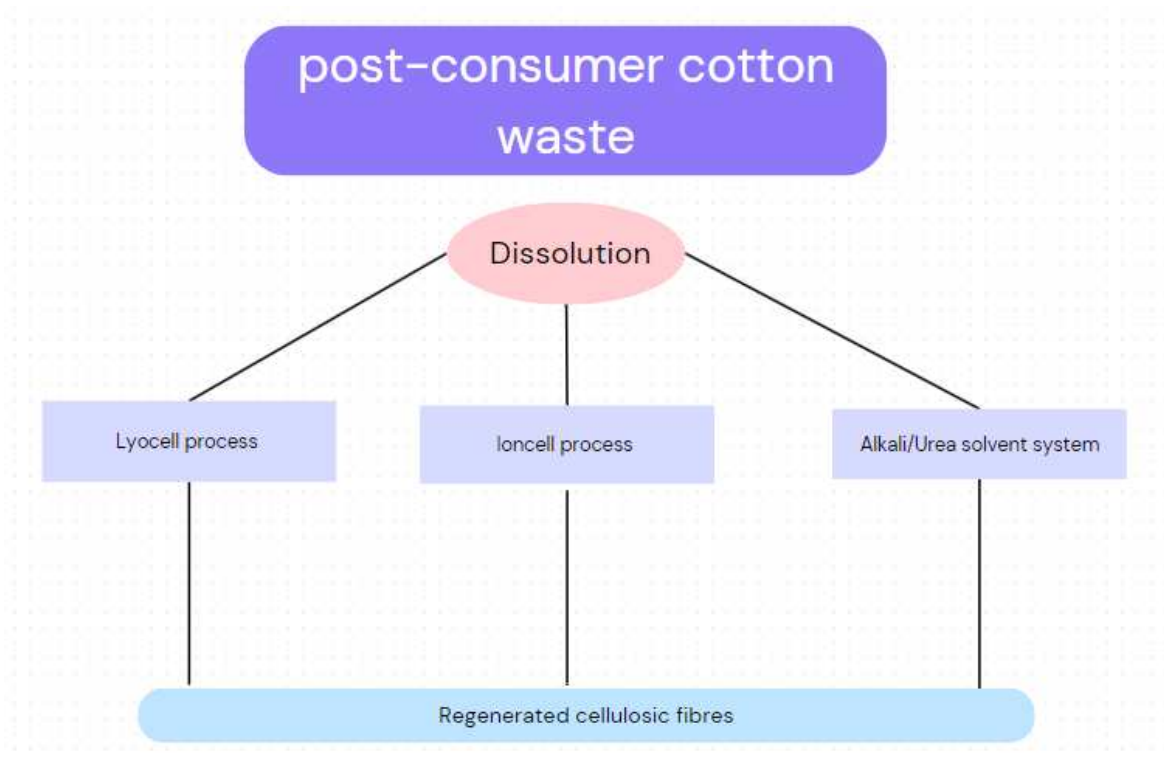 post-consumer cotton
waste
Dissolution
Lyocell process
Ioncell process
Alkali/Urea solvent system
Regenerated cellulosic fibres